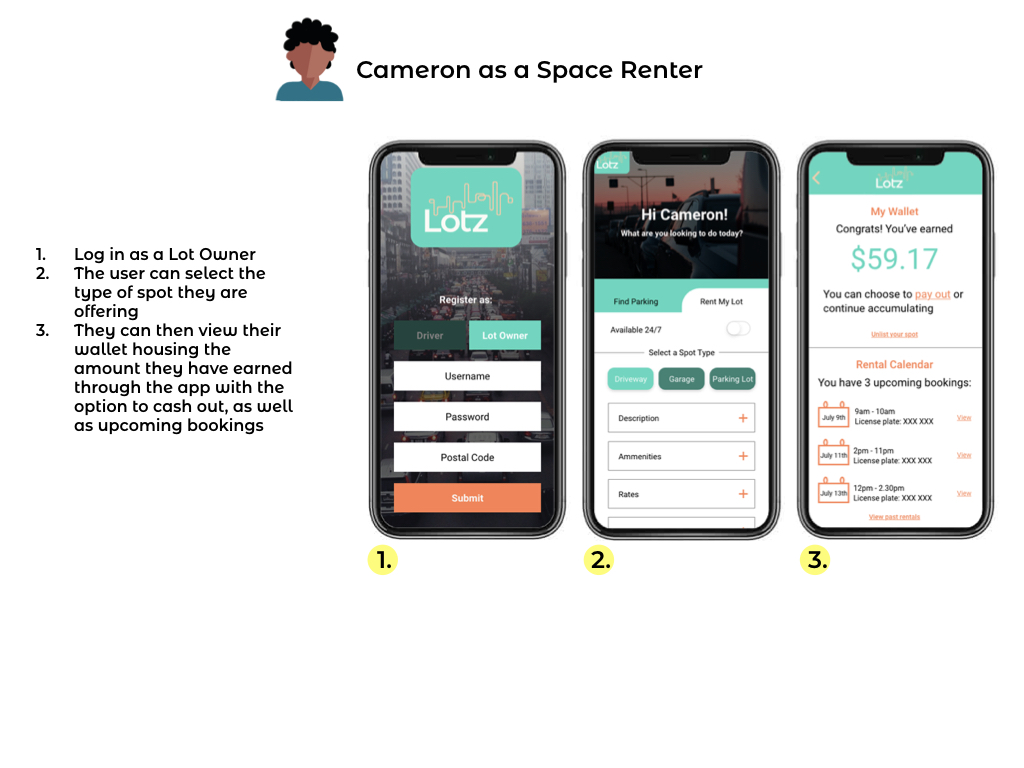 Cameron as a Space Renter
1. Log in as a Lot Owner
2. The user can select the
type of spot they are
offering
3. They can then view their
wallet housing the
amount they have earned
through the app with the
option to cash out, as well
as upcoming bookings
Lotz
Register as:
Driver
Lot Owner
Username
Password
Postal Code
Submit
1.
Lotz
Hi Cameron!
What are you looking to do today?
Find Parking
Rent My Lot
Available 24/7
Select a Spot Type
Driveway
Garage
Parking Lot
Description +
Ammenities +
Rates +
2.
Lotz
My Wallet
Congrats! You've earned
$59.17
You can choose to pay out or
continue accumulating
Unlist your spot
Rental Calendar
You have 3 upcoming bookings:
July 9th
9am - 10am
License plate: XXX XXX
View
July 11th
2pm - 11pm
License plate: XXX XXX
View
July 13th
12pm - 2.30pm
License plate: XXX XXX
View
View past rentals
3.